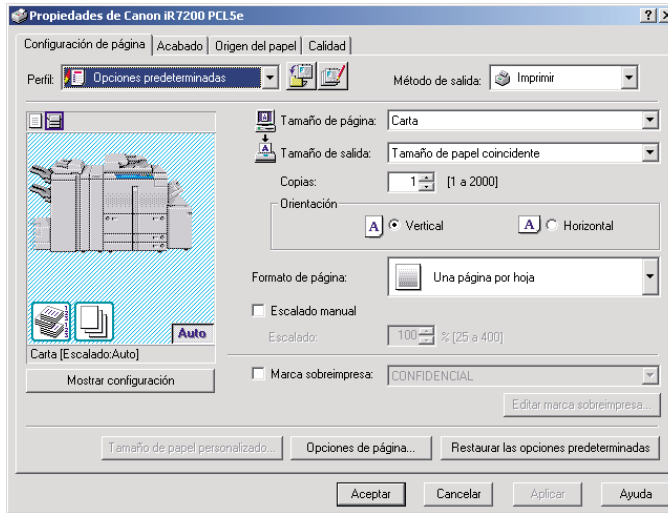 Propiedades de Canon iR7200 PCL5e
Configuración de página Acabado Origen del papel Calidad
Perfil: Opciones predeterminadas Método de salida: Imprimir
Tamaño de página: Carta
Tamaño de salida: Tamaño de papel coincidente
Copias: 1 [1 a 2000]
Orientación
A Vertical A Horizontal
Formato de página: Una página por hoja
Escalado manual
Auto
Escalado: 100 % [25 a 400]
Carta [Escalado:Auto]
Mostrar configuración
Marca sobreimpresa: CONFIDENCIAL
Editar marca sobreimpresa...
Tamaño de papel personalizado... Opciones de página... Restaurar las opciones predeterminadas
Aceptar Cancelar Aplicar Ayuda